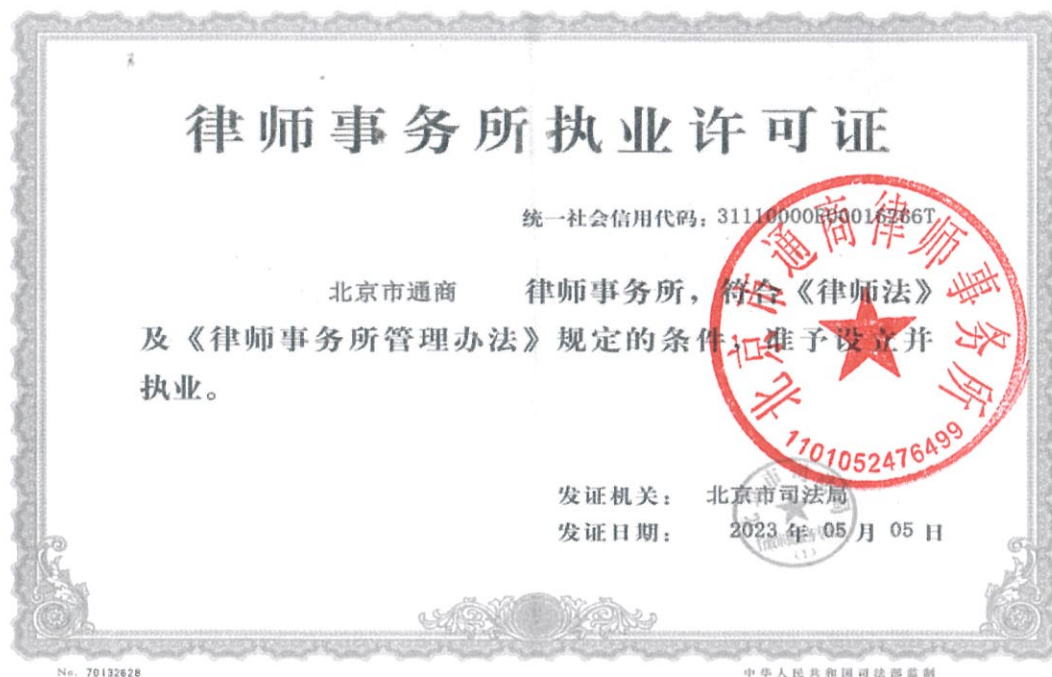 律师事务所执业许可证
统一社会信用代码：31110000E00016266T
北京市通商 律师事务所，符合《律师法》
及《律师事务所管理办法》规定的条件，准予设立并
执业。
北京市通商律师事务所
1101052476499
发证机关： 北京市司法局
发证日期： 2023 年 05 月 05 日
No. 70132628
中华人民共和国司法部监制